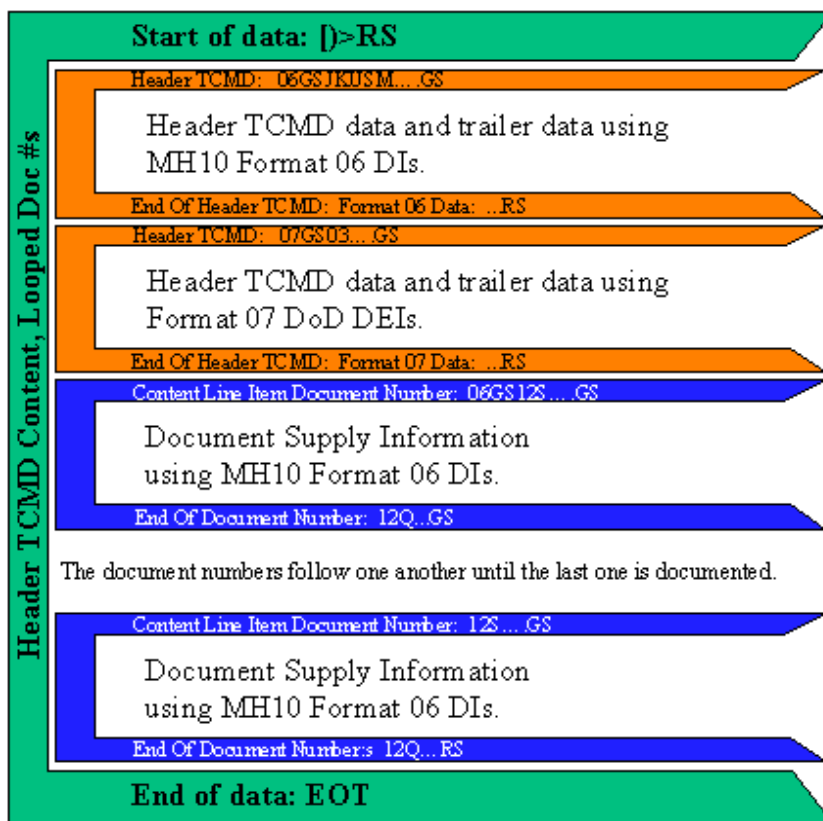 Start of data: [)>RS
Header TCMD Content, Looped Doc #s
Header TCMD: 06GSJKUSM... .GS
Header TCMD data and trailer data using
MH10 Format 06 DIs.
End Of Header TCMD: Format 06 Data: ...RS
Header TCMD: 07GS03... .GS
Header TCMD data and trailer data using
Format 07 DoD DEIs.
End Of Header TCMD: Format 07 Data: ...RS
Content Line Item Document Number: 06GS12S... .GS
Document Supply Information
using MH10 Format 06 DIs.
End Of Document Number: 12Q...GS
The document numbers follow one another until the last one is documented.
Content Line Item Document Number: 12S... .GS
Document Supply Information
using MH10 Format 06 DIs.
End Of Document Number:s 12Q...RS
End of data: EOT